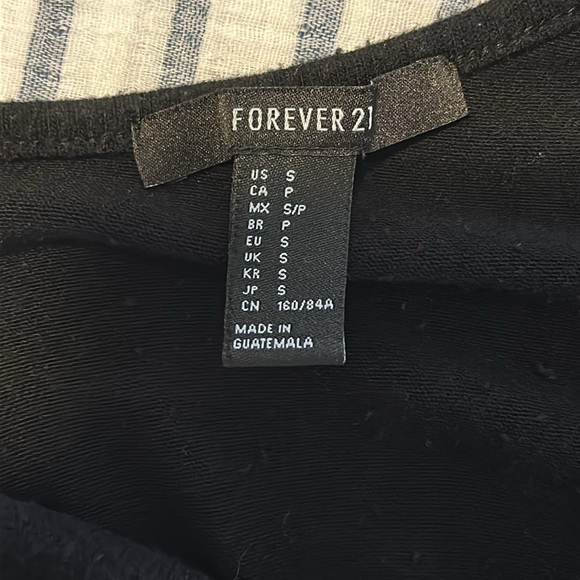 FOREVER 21
US S
CA P
MX S/P
BR P
EU S
UK S
KR S
JP S
CN 160/84A
MADE IN
GUATEMALA